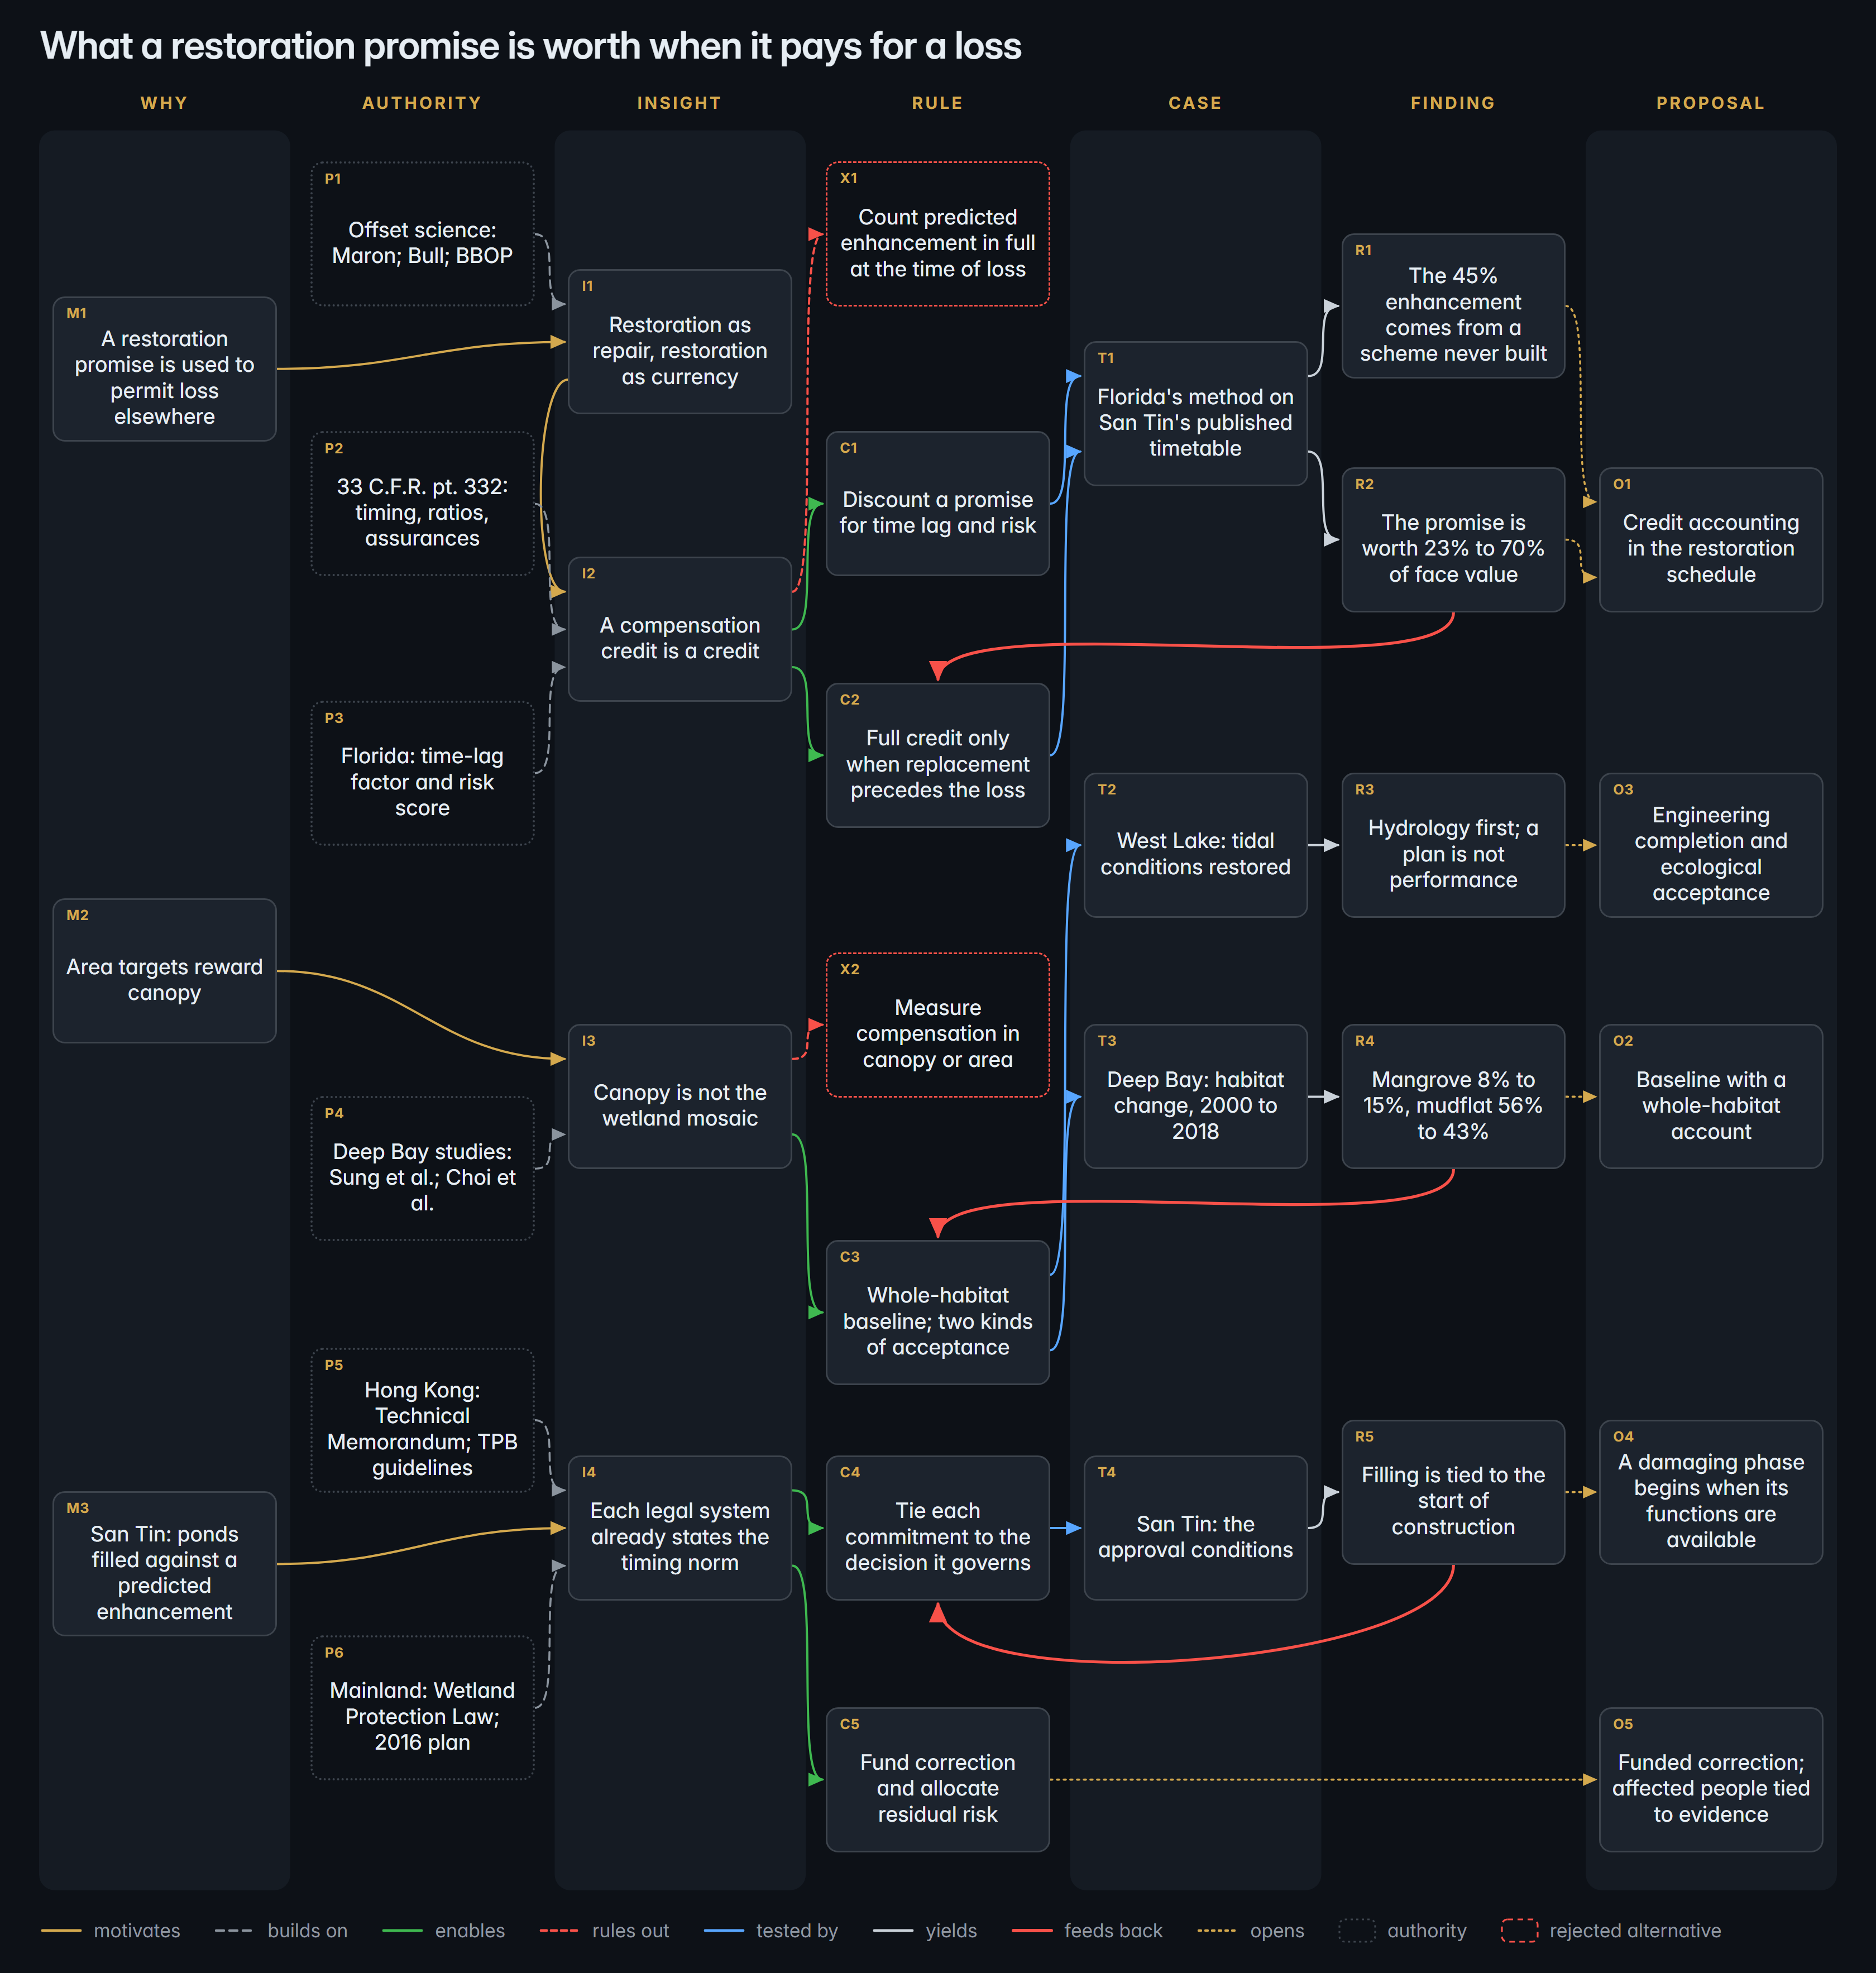 What a restoration promise is worth when it pays for a loss
WHY
AUTHORITY
INSIGHT
RULE
CASE
FINDING
PROPOSAL
M1
A restoration
promise is used to
permit loss
elsewhere
M2
Area targets reward
canopy
M3
San Tin: ponds
filled against a
predicted
enhancement
P1
Offset science:
Maron; Bull; BBOP
P2
33 C.F.R. pt. 332:
timing, ratios,
assurances
P3
Florida: time-lag
factor and risk
score
P4
Deep Bay studies:
Sung et al.; Choi et
al.
P5
Hong Kong:
Technical
Memorandum; TPB
guidelines
P6
Mainland: Wetland
Protection Law;
2016 plan
I1
Restoration as
repair, restoration
as currency
I2
A compensation
credit is a credit
I3
Canopy is not the
wetland mosaic
I4
Each legal system
already states the
timing norm
X1
Count predicted
enhancement in full
at the time of loss
C1
Discount a promise
for time lag and risk
C2
Full credit only
when replacement
precedes the loss
X2
Measure
compensation in
canopy or area
C3
Whole-habitat
baseline; two kinds
of acceptance
C4
Tie each
commitment to the
decision it governs
C5
Fund correction
and allocate
residual risk
T1
Florida's method on
San Tin's published
timetable
T2
West Lake: tidal
conditions restored
T3
Deep Bay: habitat
change, 2000 to
2018
T4
San Tin: the
approval conditions
R1
The 45%
enhancement
comes from a
scheme never built
R2
The promise is
worth 23% to 70%
of face value
R3
Hydrology first; a
plan is not
performance
R4
Mangrove 8% to
15%, mudflat 56%
to 43%
R5
Filling is tied to the
start of
construction
O1
Credit accounting
in the restoration
schedule
O3
Engineering
completion and
ecological
acceptance
O2
Baseline with a
whole-habitat
account
O4
A damaging phase
begins when its
functions are
available
O5
Funded correction;
affected people tied
to evidence
motivates
builds on
enables
rules out
tested by
yields
feeds back
opens
authority
rejected alternative